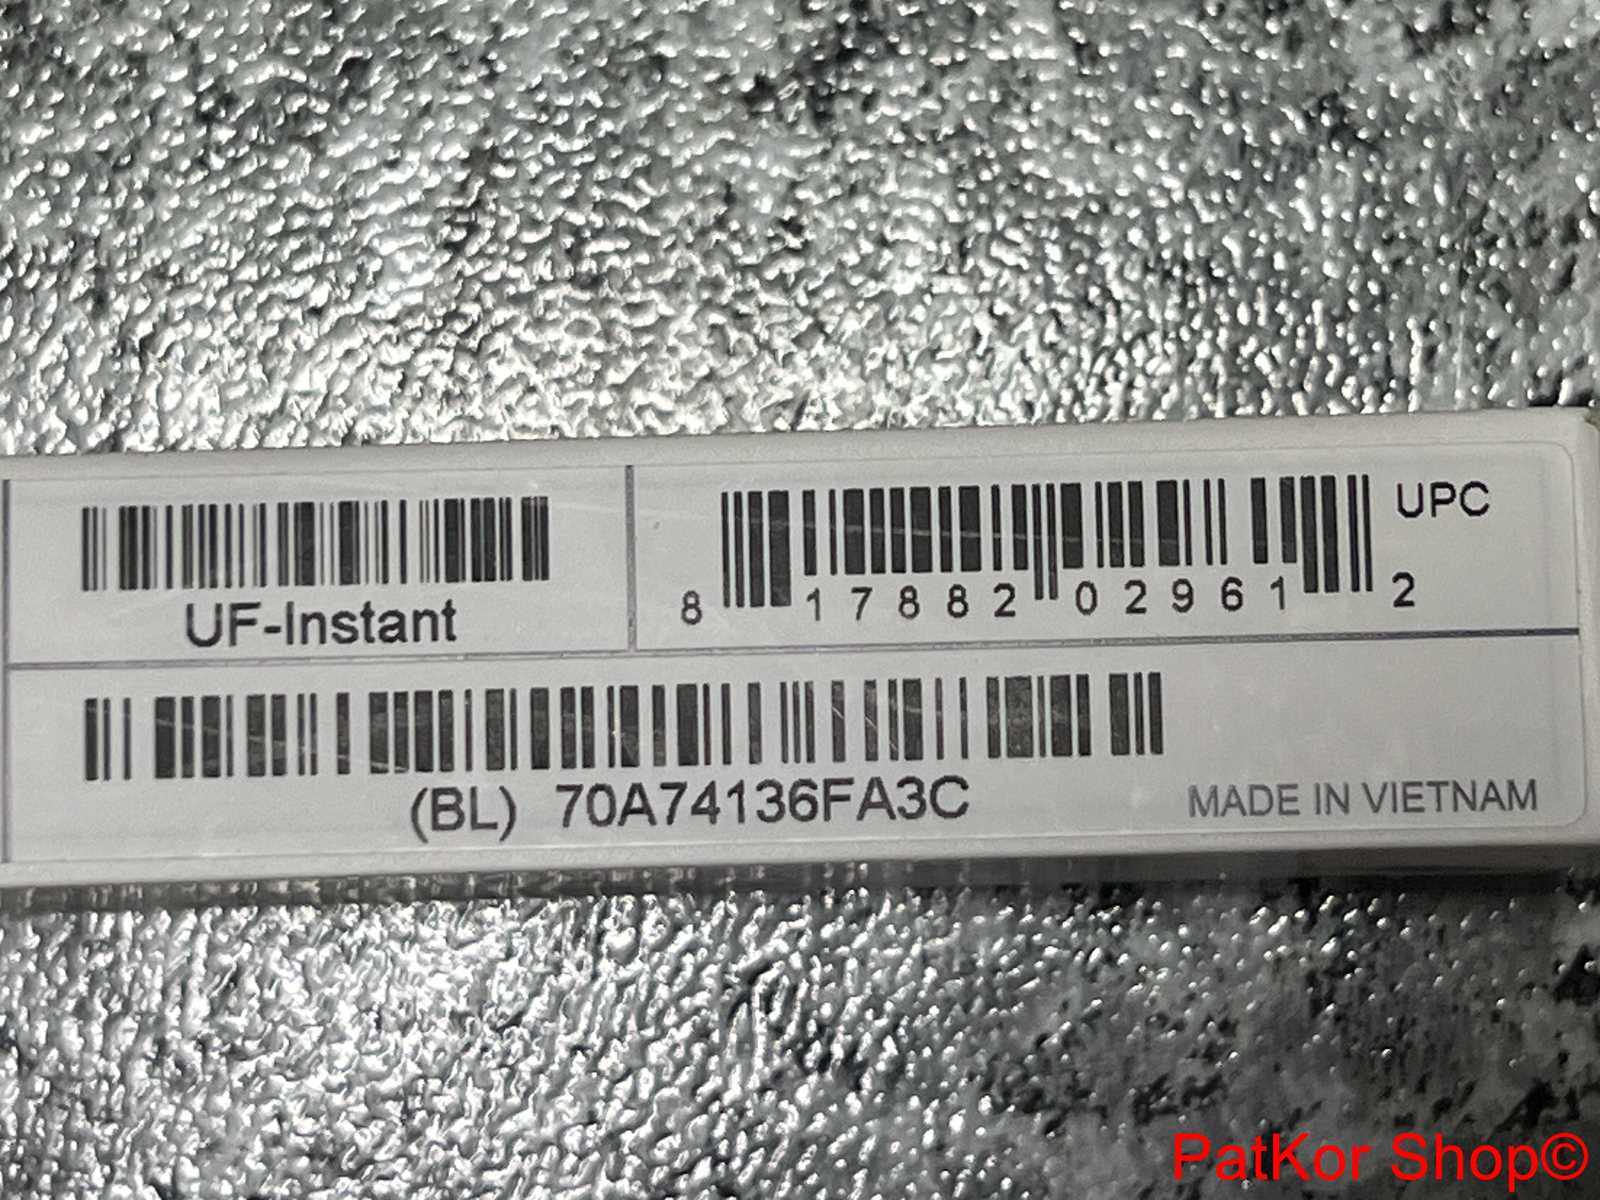 UPC
8 17882 02961 2
UF-Instant
(BL) 70A74136FA3C
MADE IN VIETNAM
PatKor Shop©